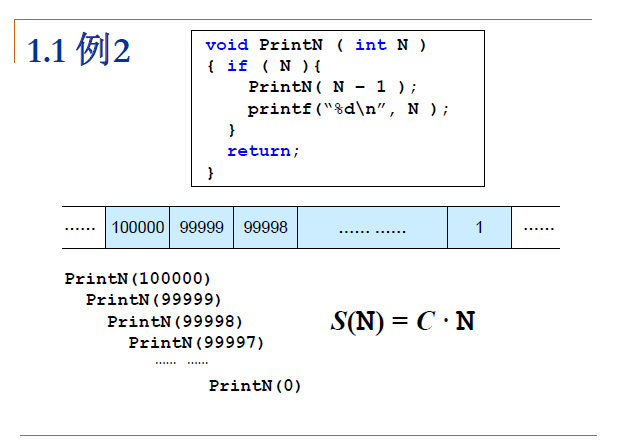 1.1 例2
void PrintN ( int N )
{ if ( N ){
PrintN( N - 1 );
printf(“%d\n”, N );
}
return;
}
…… 100000 99999 99998 …… …… 1 ……
PrintN(100000)
PrintN(99999)
PrintN(99998)
PrintN(99997)
…… ……
PrintN(0)
S(N) = C · N